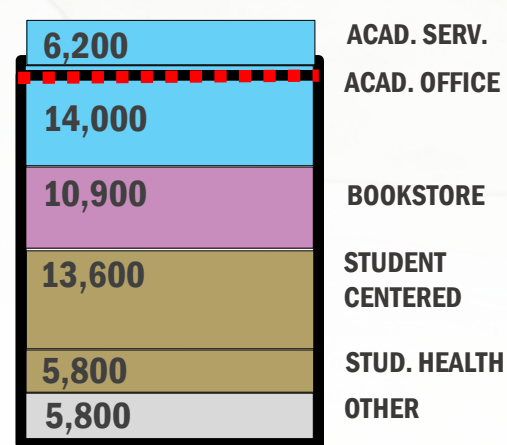 6,200 ACAD. SERV.
ACAD. OFFICE
14,000
10,900 BOOKSTORE
13,600 STUDENT
CENTERED
5,800 STUD. HEALTH
5,800 OTHER